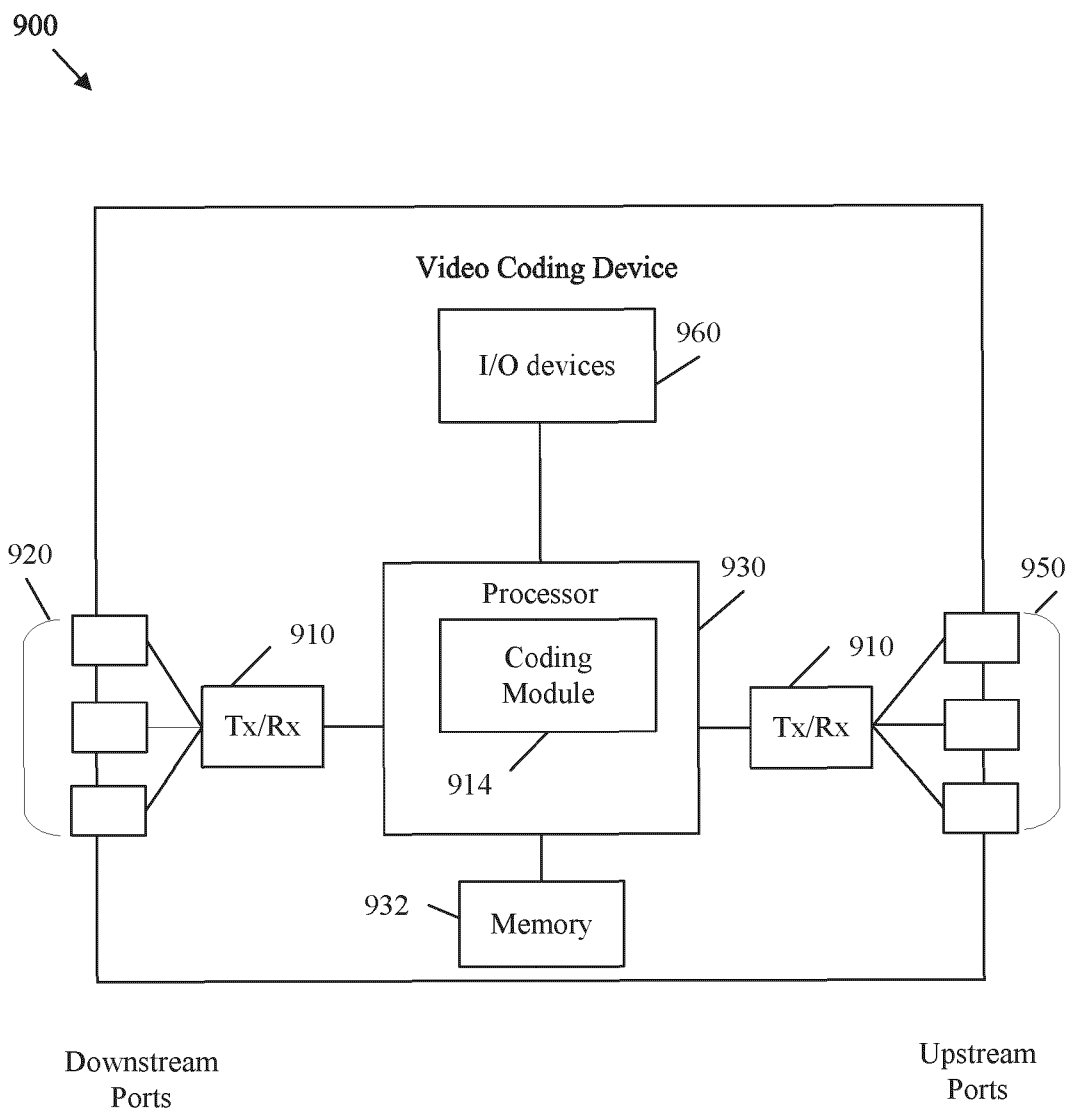 900
Video Coding Device
960
I/O devices
920
930
950
Processor
910
910
Coding
Module
Tx/Rx
Tx/Rx
914
932
Memory
Downstream
Ports
Upstream
Ports